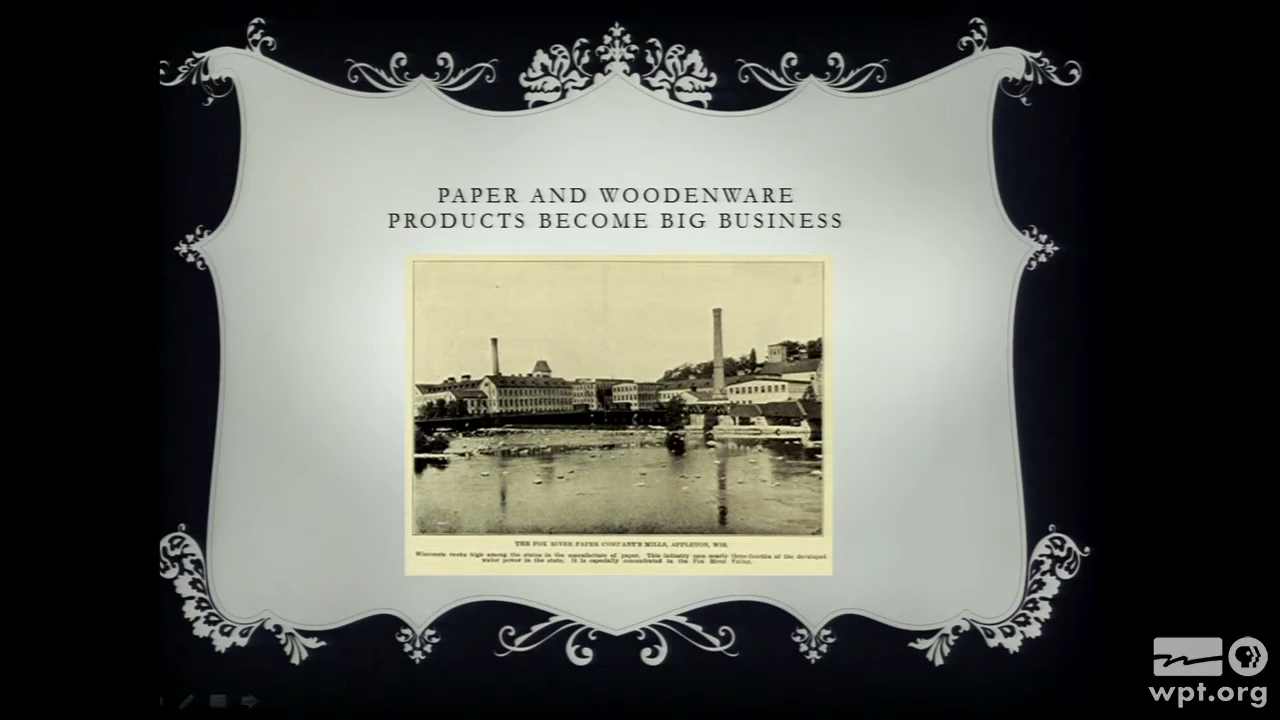 PAPER AND WOODENWARE
PRODUCTS BECOME BIG BUSINESS
THE FOX RIVER PAPER COMPANY'S MILLS, APPLETON, WIS.
Wisconsin ranks high among the states in the manufacture of paper. This industry uses nearly three-fourths of the developed
water power in the state. It is especially concentrated in the Fox River Valley.
wpt.org